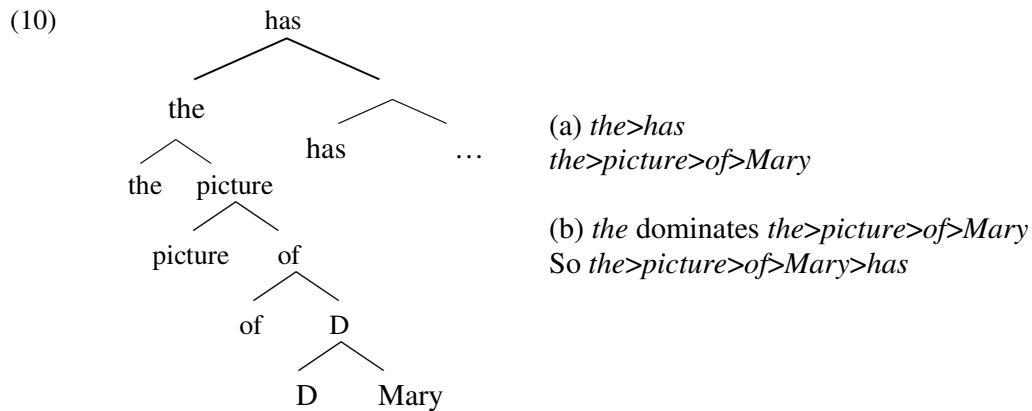 (10) has
the
has …
the picture
picture of
of D
D Mary
(a) the>has
the>picture>of>Mary
(b) the dominates the>picture>of>Mary
So the>picture>of>Mary>has